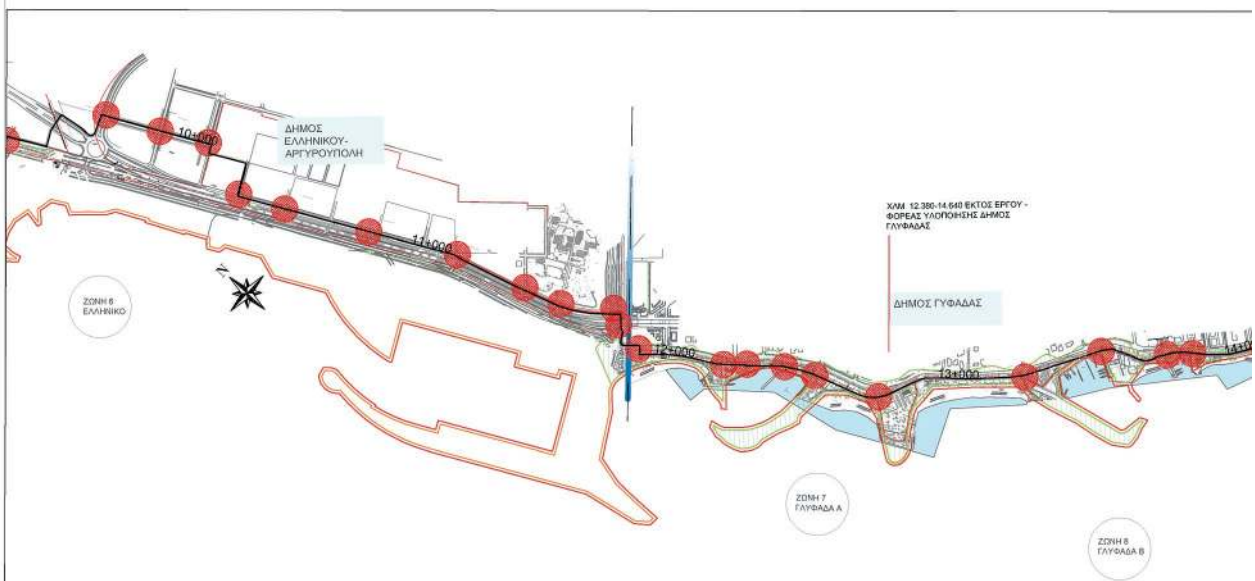 10+000
ΔΗΜΟΣ
ΕΛΛΗΝΙΚΟΥ-
ΑΡΓΥΡΟΥΠΟΛΗ
11+000
N
ΖΩΝΗ 6
ΕΛΛΗΝΙΚΟ
ΧΛΜ. 12.380-14.640 ΕΚΤΟΣ ΕΡΓΟΥ -
ΦΟΡΕΑΣ ΥΛΟΠΟΙΗΣΗΣ ΔΗΜΟΣ
ΓΛΥΦΑΔΑΣ
ΔΗΜΟΣ ΓΥΦΑΔΑΣ
12+000
13+000
ΖΩΝΗ 7
ΓΛΥΦΑΔΑ Α
ΖΩΝΗ 8
ΓΛΥΦΑΔΑ Β